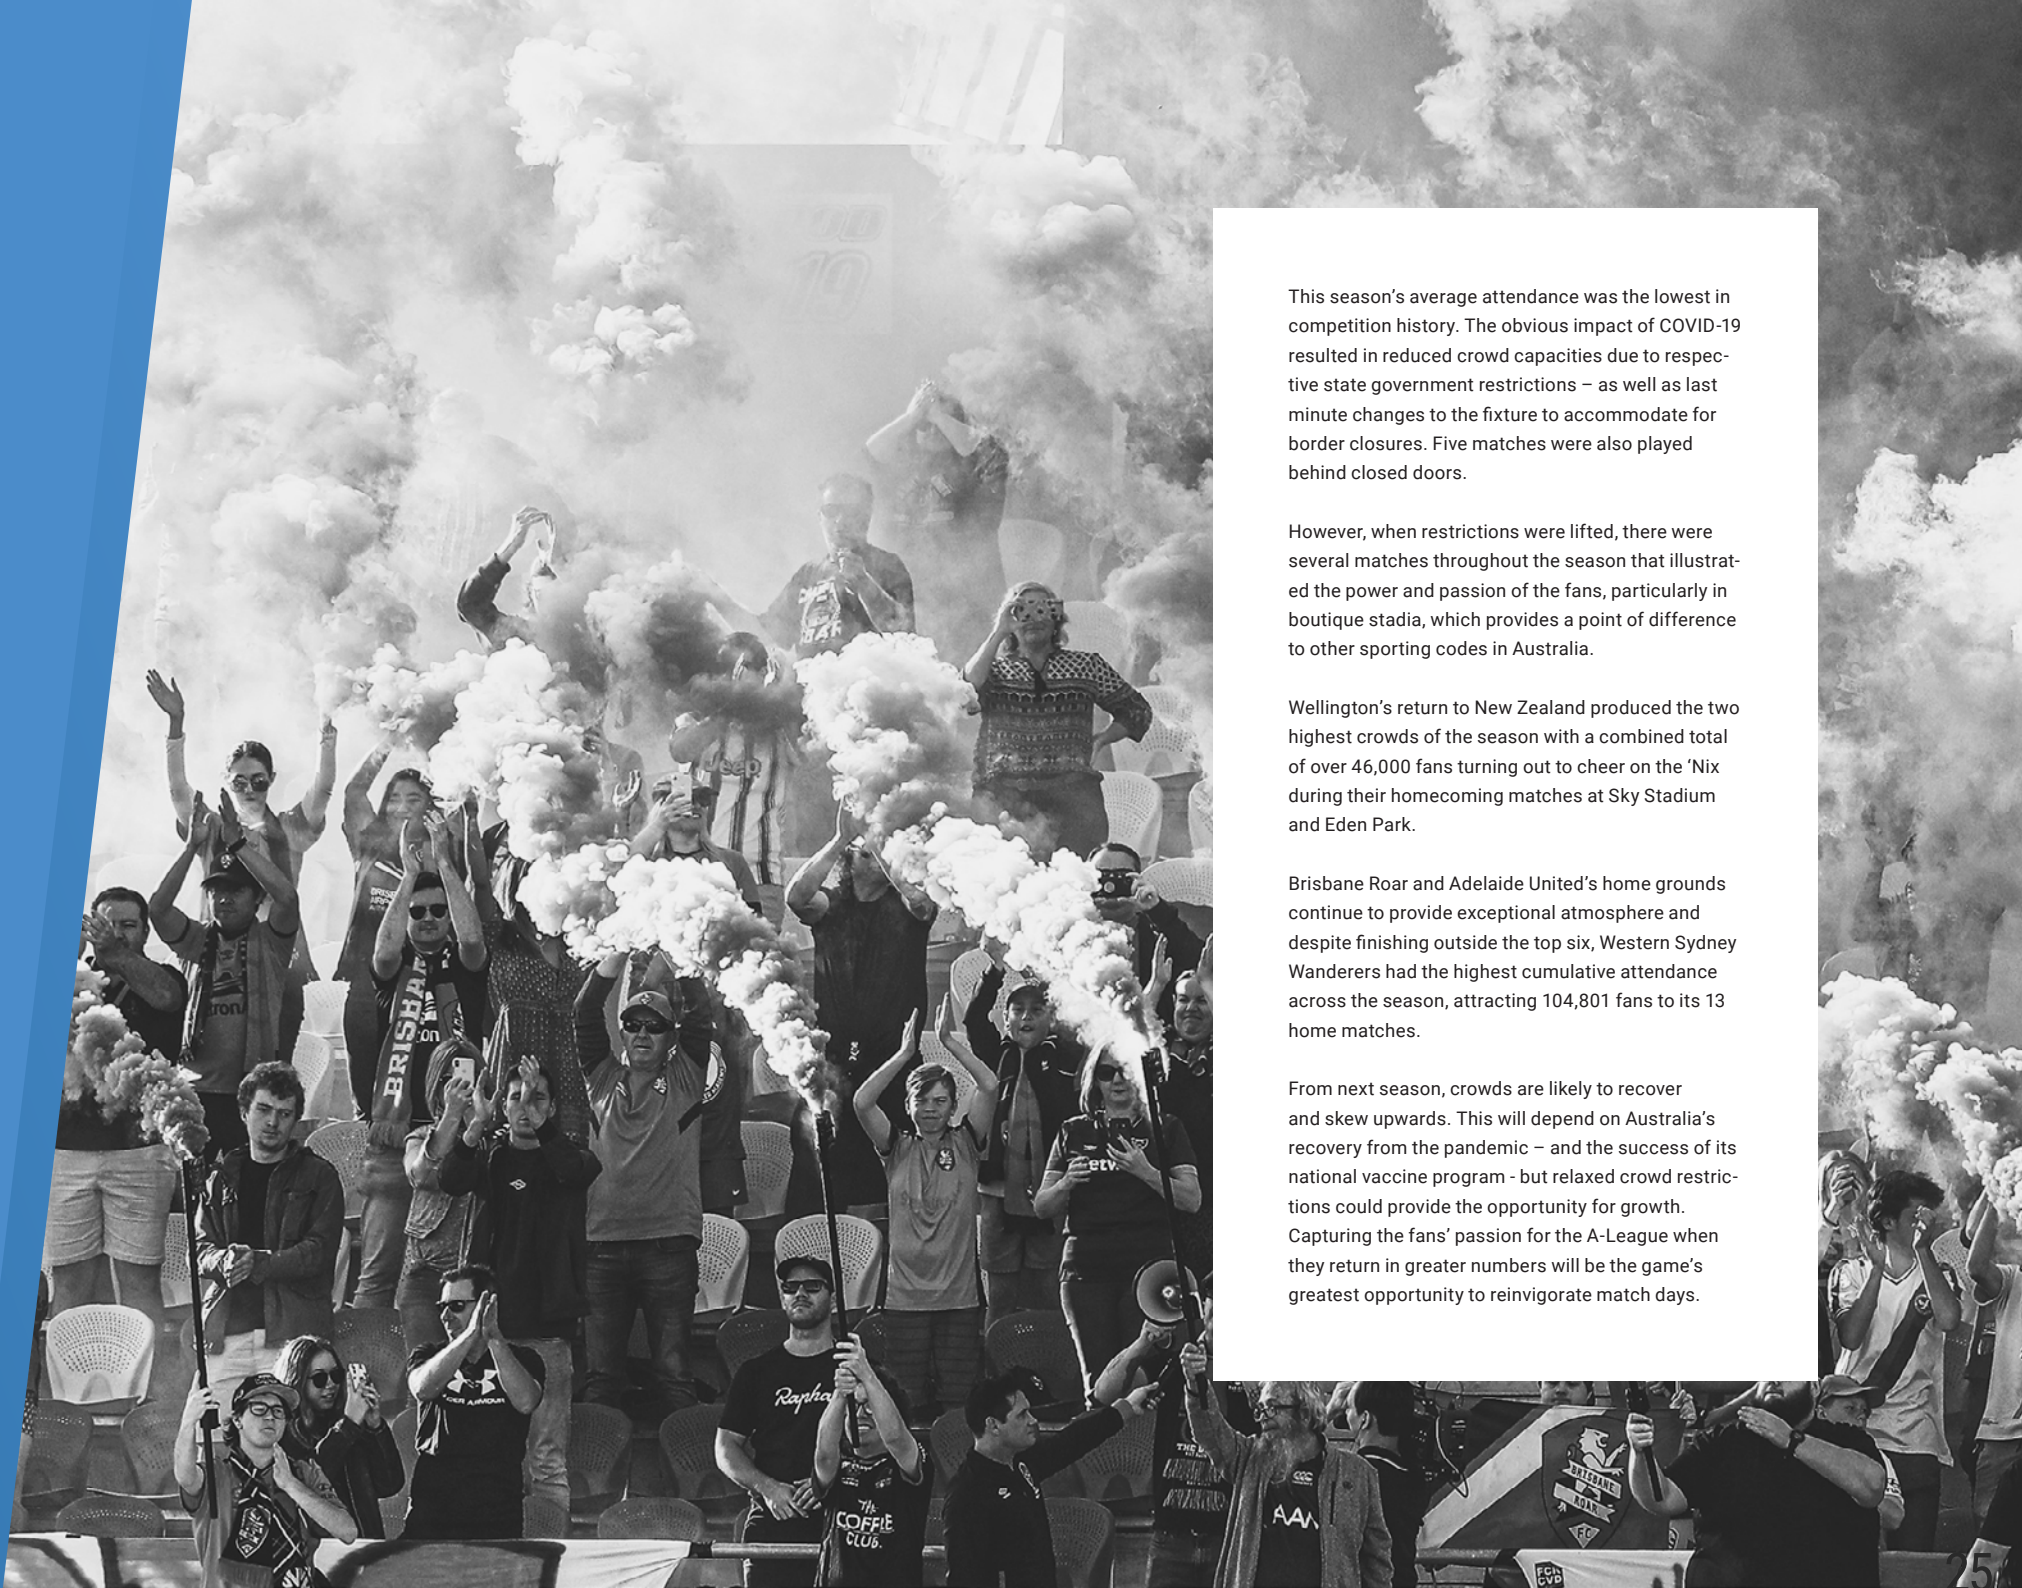 This season’s average attendance was the lowest in
competition history. The obvious impact of COVID-19
resulted in reduced crowd capacities due to respec-
tive state government restrictions – as well as last
minute changes to the fixture to accommodate for
border closures. Five matches were also played
behind closed doors.
However, when restrictions were lifted, there were
several matches throughout the season that illustrat-
ed the power and passion of the fans, particularly in
boutique stadia, which provides a point of difference
to other sporting codes in Australia.
Wellington’s return to New Zealand produced the two
highest crowds of the season with a combined total
of over 46,000 fans turning out to cheer on the ‘Nix
during their homecoming matches at Sky Stadium
and Eden Park.
Brisbane Roar and Adelaide United’s home grounds
continue to provide exceptional atmosphere and
despite finishing outside the top six, Western Sydney
Wanderers had the highest cumulative attendance
across the season, attracting 104,801 fans to its 13
home matches.
From next season, crowds are likely to recover
and skew upwards. This will depend on Australia’s
recovery from the pandemic – and the success of its
national vaccine program - but relaxed crowd restric-
tions could provide the opportunity for growth.
Capturing the fans’ passion for the A-League when
they return in greater numbers will be the game’s
greatest opportunity to reinvigorate match days.
10
Jeep
BRISBA
Rapha
UNDER ARMOUR
THE
COFFEE
CLUB.
BRISBANE
ROAR
FC
25